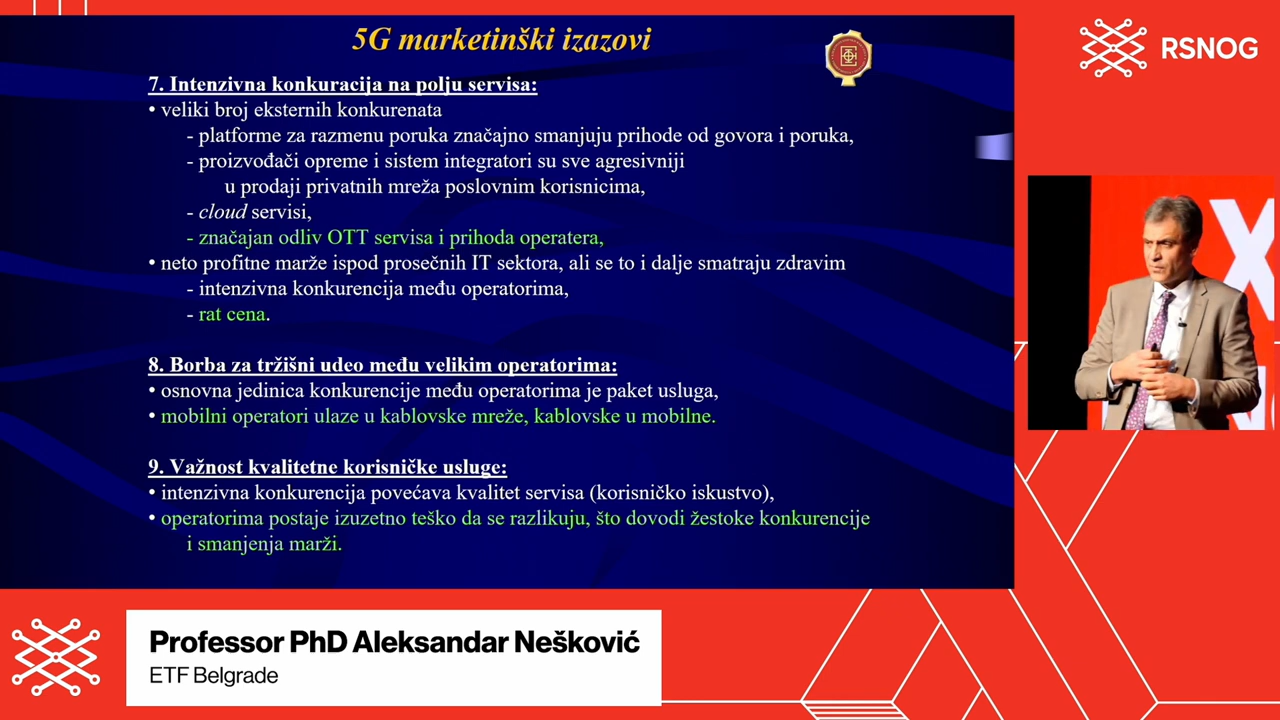 5G marketinški izazovi
7. Intenzivna konkuracija na polju servisa:
• veliki broj eksternih konkurenata
- platforme za razmenu poruka značajno smanjuju prihode od govora i poruka,
- proizvođači opreme i sistem integratori su sve agresivniji
u prodaji privatnih mreža poslovnim korisnicima,
- cloud servisi,
- značajan odliv OTT servisa i prihoda operatera,
• neto profitne marže ispod prosečnih IT sektora, ali se to i dalje smatraju zdravim
- intenzivna konkurencija među operatorima,
- rat cena.
8. Borba za tržišni udeo među velikim operatorima:
• osnovna jedinica konkurencije među operatorima je paket usluga,
• mobilni operatori ulaze u kablovske mreže, kablovske u mobilne.
9. Važnost kvalitetne korisničke usluge:
• intenzivna konkurencija povećava kvalitet servisa (korisničko iskustvo),
• operatorima postaje izuzetno teško da se razlikuju, što dovodi žestoke konkurencije
i smanjenja marži.
RSNOG
Professor PhD Aleksandar Nešković
ETF Belgrade